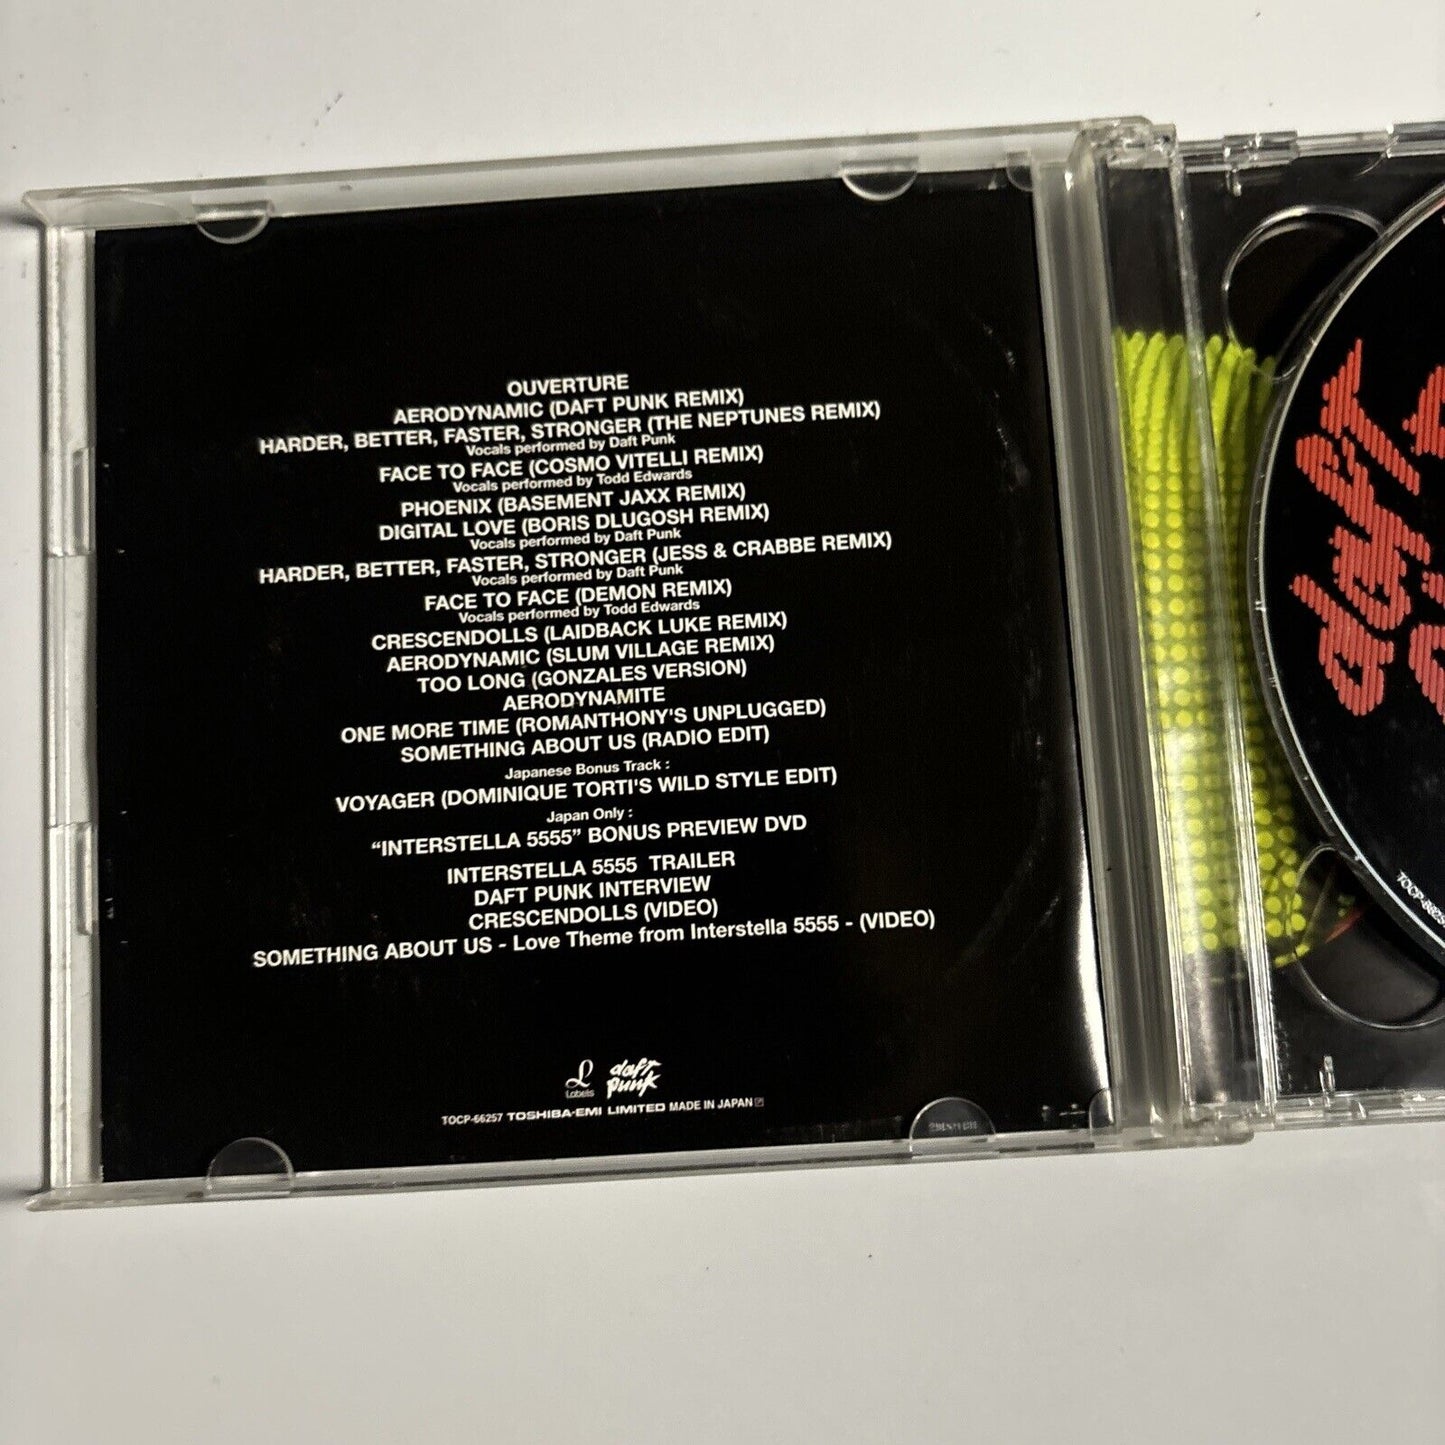 OUVERTURE
AERODYNAMIC (DAFT PUNK REMIX)
HARDER, BETTER, FASTER, STRONGER (THE NEPTUNES REMIX)
Vocals performed by Daft Punk
FACE TO FACE (COSMO VITELLI REMIX)
Vocals performed by Todd Edwards
PHOENIX (BASEMENT JAXX REMIX)
DIGITAL LOVE (BORIS DLUGOSH REMIX)
Vocals performed by Daft Punk
HARDER, BETTER, FASTER, STRONGER (JESS & CRABBE REMIX)
Vocals performed by Daft Punk
FACE TO FACE (DEMON REMIX)
Vocals performed by Todd Edwards
CRESCENDOLLS (LAIDBACK LUKE REMIX)
AERODYNAMIC (SLUM VILLAGE REMIX)
TOO LONG (GONZALES VERSION)
AERODYNAMITE
ONE MORE TIME (ROMANTHONY'S UNPLUGGED)
SOMETHING ABOUT US (RADIO EDIT)
Japanese Bonus Track :
VOYAGER (DOMINIQUE TORTI'S WILD STYLE EDIT)
Japan Only :
“INTERSTELLA 5555” BONUS PREVIEW DVD
INTERSTELLA 5555 TRAILER
DAFT PUNK INTERVIEW
CRESCENDOLLS (VIDEO)
SOMETHING ABOUT US - Love Theme from Interstella 5555 - (VIDEO)
L
Labels
daft
punk
TOCP-66257 TOSHIBA-EMI LIMITED MADE IN JAPAN
daft